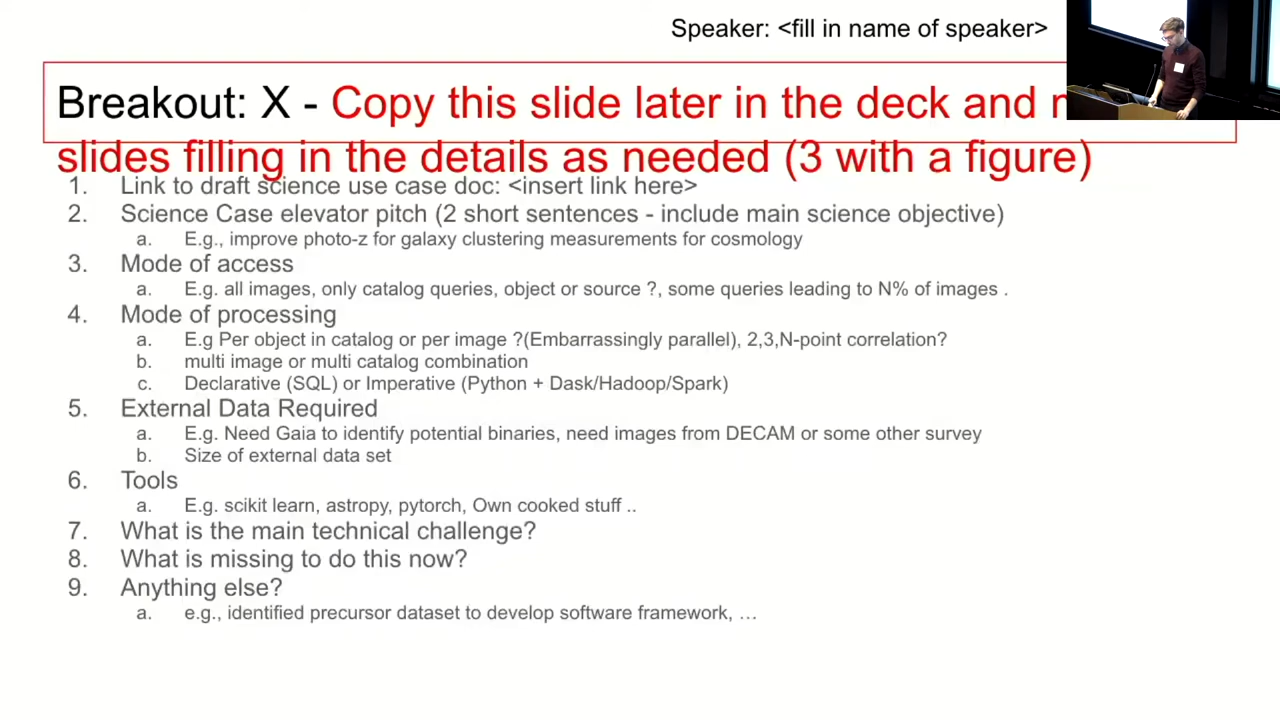 Speaker: <fill in name of speaker>
Breakout: X - Copy this slide later in the deck and
slides filling in the details as needed (3 with a figure)
1. Link to draft science use case doc: <insert link here>
2. Science Case elevator pitch (2 short sentences - include main science objective)
a. E.g., improve photo-z for galaxy clustering measurements for cosmology
3. Mode of access
a. E.g. all images, only catalog queries, object or source ?, some queries leading to N% of images .
4. Mode of processing
a. E.g Per object in catalog or per image ?(Embarrassingly parallel), 2,3,N-point correlation?
b. multi image or multi catalog combination
c. Declarative (SQL) or Imperative (Python + Dask/Hadoop/Spark)
5. External Data Required
a. E.g. Need Gaia to identify potential binaries, need images from DECAM or some other survey
b. Size of external data set
6. Tools
a. E.g. scikit learn, astropy, pytorch, Own cooked stuff ..
7. What is the main technical challenge?
8. What is missing to do this now?
9. Anything else?
a. e.g., identified precursor dataset to develop software framework, …